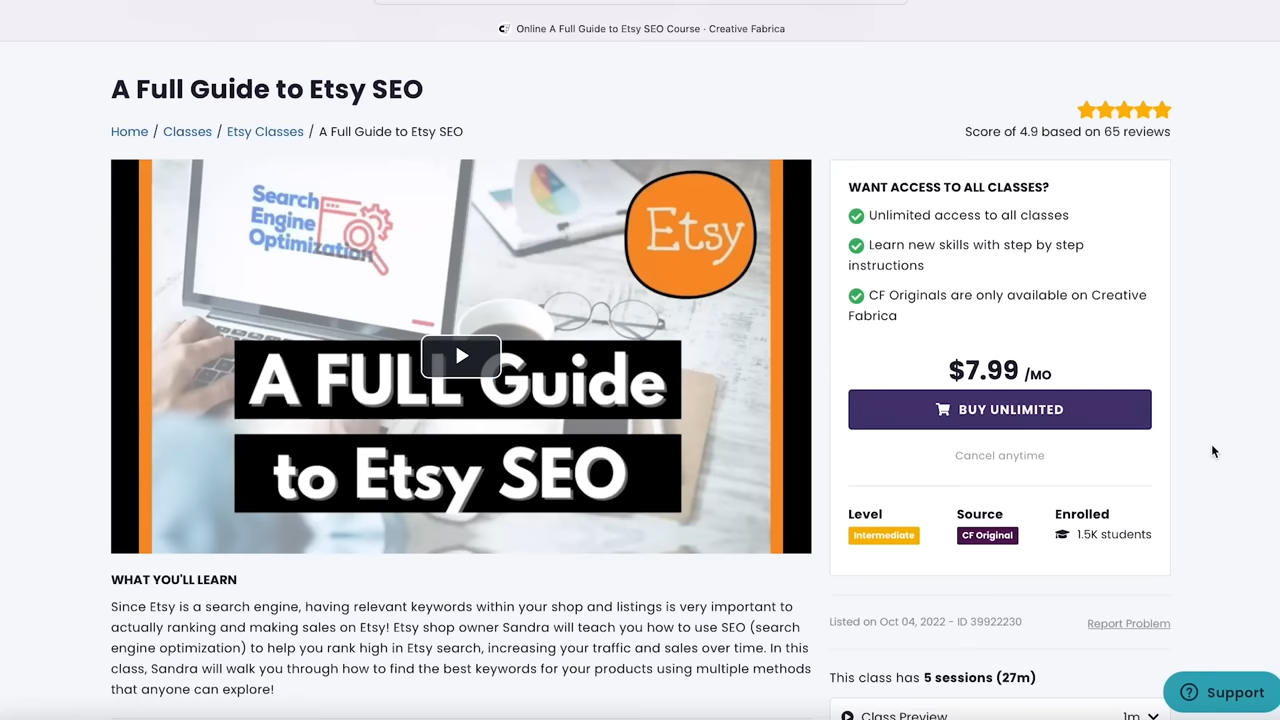 Online A Full Guide to Etsy SEO Course · Creative Fabrica
A Full Guide to Etsy SEO
Home / Classes / Etsy Classes / A Full Guide to Etsy SEO
Score of 4.9 based on 65 reviews
Search
Engine
Optimization
Etsy
A FULL Guide
to Etsy SEO
WANT ACCESS TO ALL CLASSES?
Unlimited access to all classes
Learn new skills with step by step
instructions
CF Originals are only available on Creative
Fabrica
$7.99 /MO
BUY UNLIMITED
Cancel anytime
Level Source Enrolled
Intermediate CF Original 1.5K students
WHAT YOU'LL LEARN
Since Etsy is a search engine, having relevant keywords within your shop and listings is very important to
actually ranking and making sales on Etsy! Etsy shop owner Sandra will teach you how to use SEO (search
engine optimization) to help you rank high in Etsy search, increasing your traffic and sales over time. In this
class, Sandra will walk you through how to find the best keywords for your products using multiple methods
that anyone can explore!
Listed on Oct 04, 2022 - ID 39922230
Report Problem
This class has 5 sessions (27m)
Class Preview 1m
Support